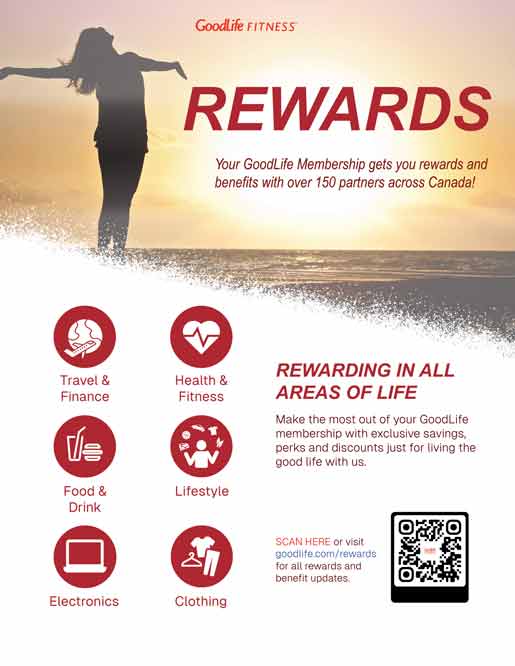 GoodLife FITNESS
REWARDS
Your GoodLife Membership gets you rewards and
benefits with over 150 partners across Canada!
Travel &
Finance
Health &
Fitness
Food &
Drink
Lifestyle
Electronics
Clothing
REWARDING IN ALL
AREAS OF LIFE
Make the most out of your GoodLife
membership with exclusive savings,
perks and discounts just for living the
good life with us.
SCAN HERE or visit
goodlife.com/rewards
for all rewards and
benefit updates.